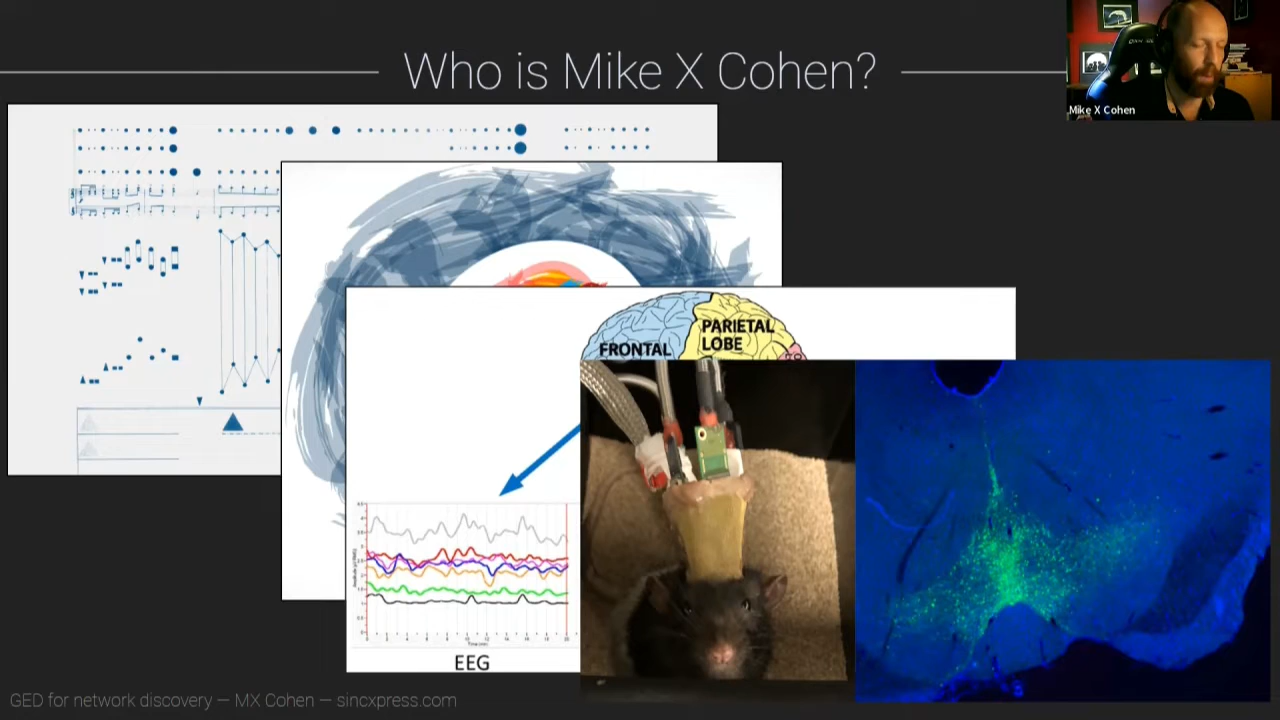 Who is Mike X Cohen?
Mike X Cohen
PARIETAL
LOBE
FRONTAL
EEG
GED for network discovery — MX Cohen — sincxpress.com